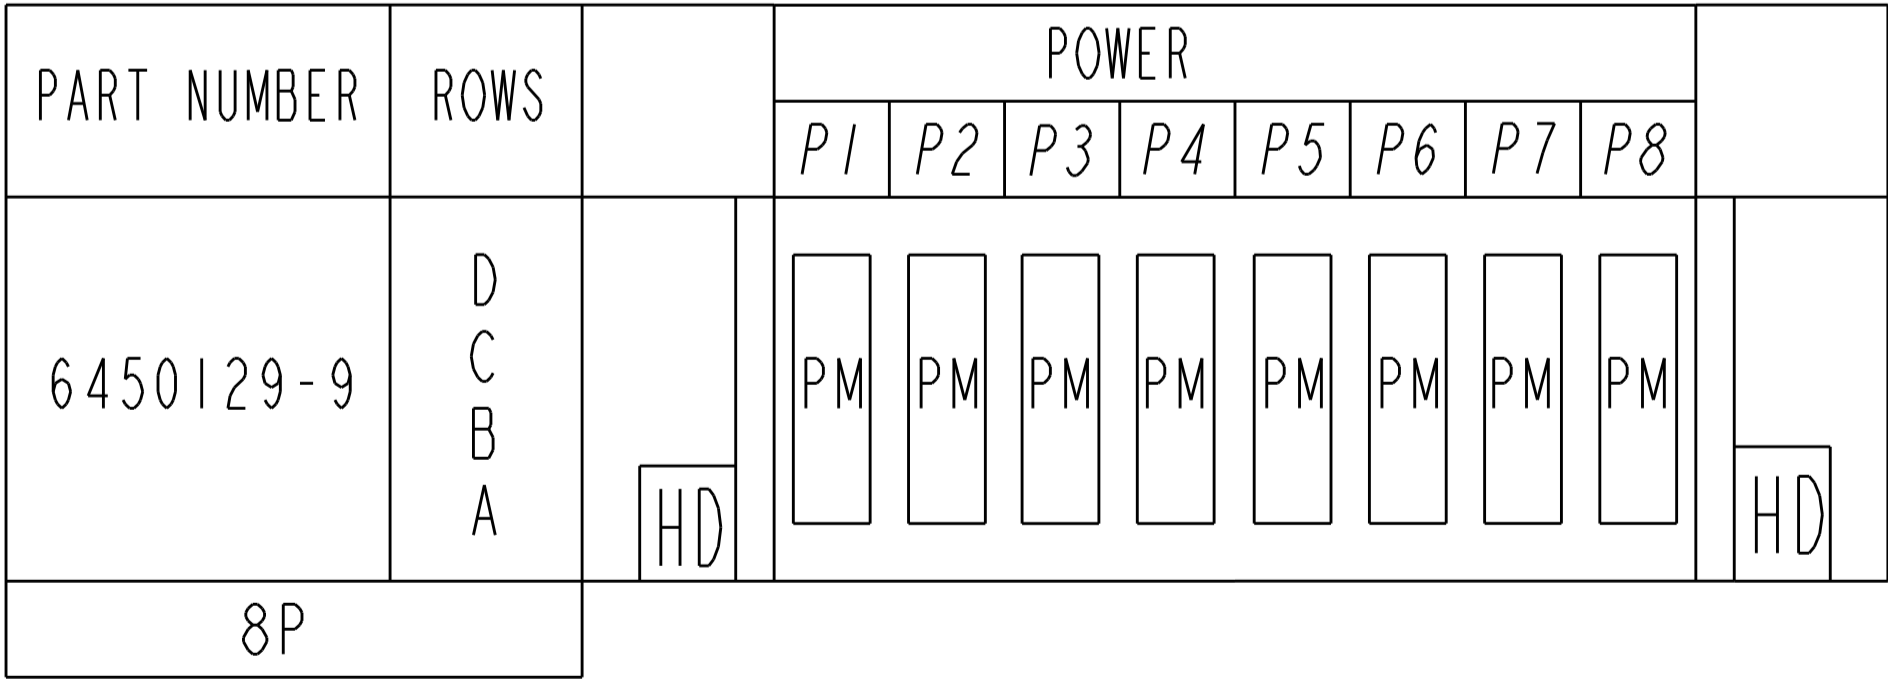 PART NUMBER ROWS POWER
P1 P2 P3 P4 P5 P6 P7 P8
6450129-9
D
C
B
A
HD PM PM PM PM PM PM PM PM HD
8P